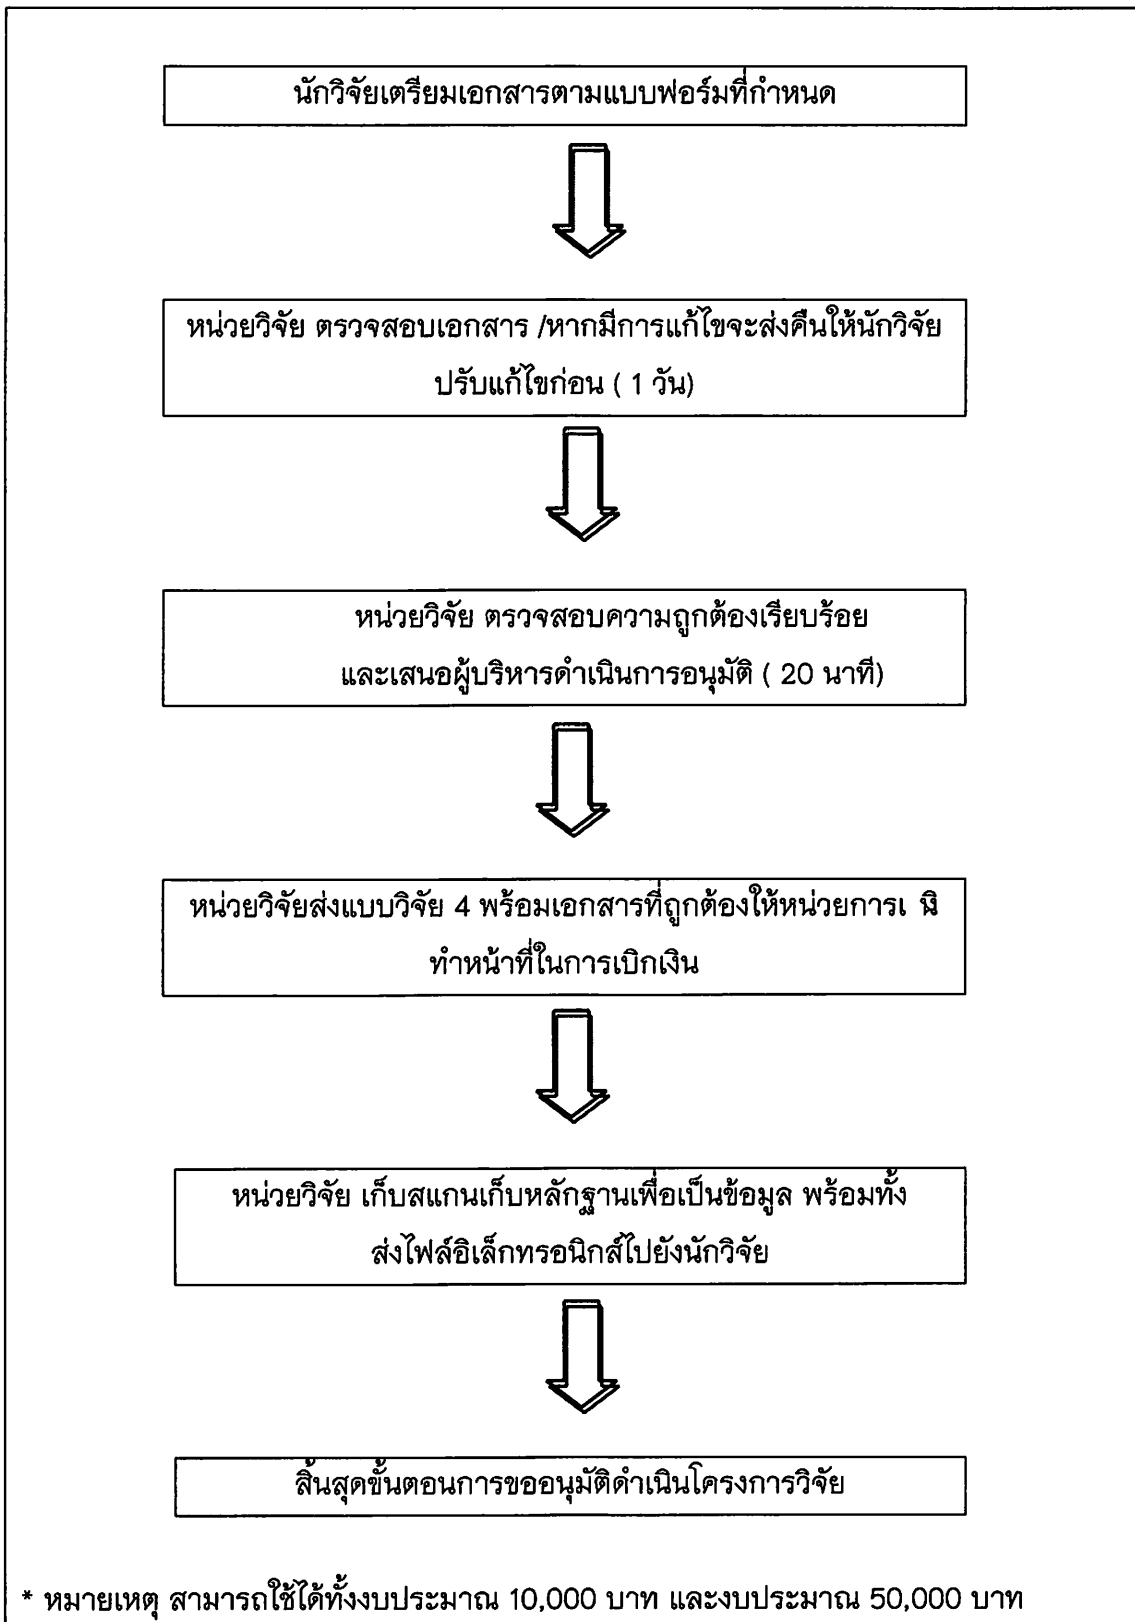 นักวิจัยเตรียมเอกสารตามแบบฟอร์มที่กำหนด
หน่วยวิจัย ตรวจสอบเอกสาร /หากมีการแก้ไขจะส่งคืนให้นักวิจัย
ปรับแก้ไขก่อน ( 1 วัน)
หน่วยวิจัย ตรวจสอบความถูกต้องเรียบร้อย
และเสนอผู้บริหารดำเนินการอนุมัติ ( 20 นาที)
หน่วยวิจัยส่งแบบวิจัย 4 พร้อมเอกสารที่ถูกต้องให้หน่วยการเ นิ
ทำหน้าที่ในการเบิกเงิน
หน่วยวิจัย เก็บสแกนเก็บหลักฐานเพื่อเป็นข้อมูล พร้อมทั้ง
ส่งไฟล์อิเล็กทรอนิกส์ไปยังนักวิจัย
สิ้นสุดขั้นตอนการขออนุมัติดำเนินโครงการวิจัย
* หมายเหตุ สามารถใช้ได้ทั้งงบประมาณ 10,000 บาท และงบประมาณ 50,000 บาท